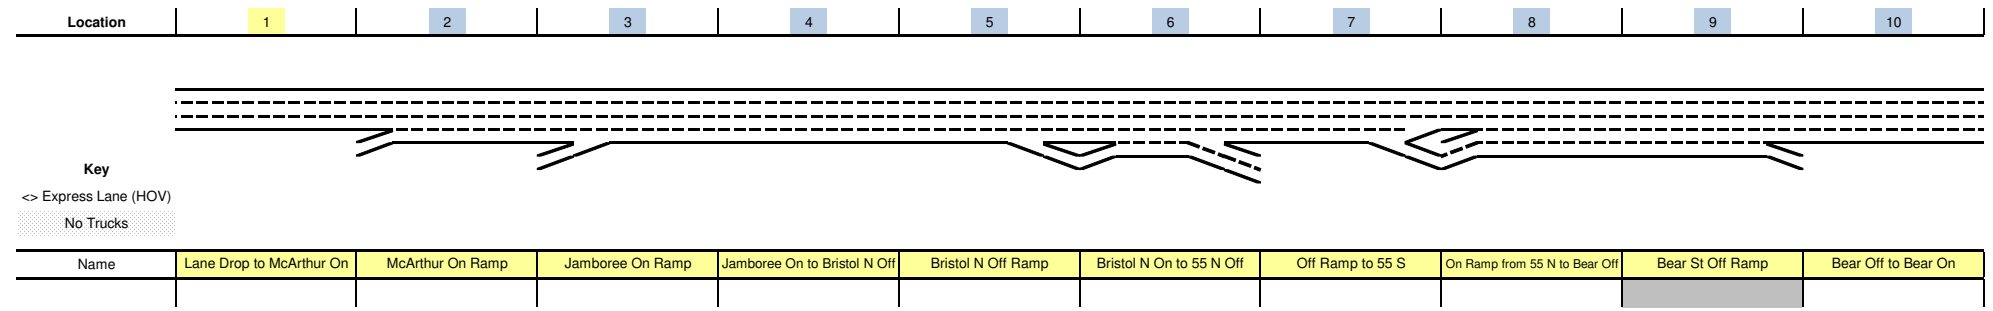 Location 1 2 3 4 5 6 7 8 9 10
Key
<> Express Lane (HOV)
No Trucks
Name Lane Drop to McArthur On McArthur On Ramp Jamboree On Ramp Jamboree On to Bristol N Off Bristol N Off Ramp Bristol N On to 55 N Off Off Ramp to 55 S On Ramp from 55 N to Bear Off Bear St Off Ramp Bear Off to Bear On